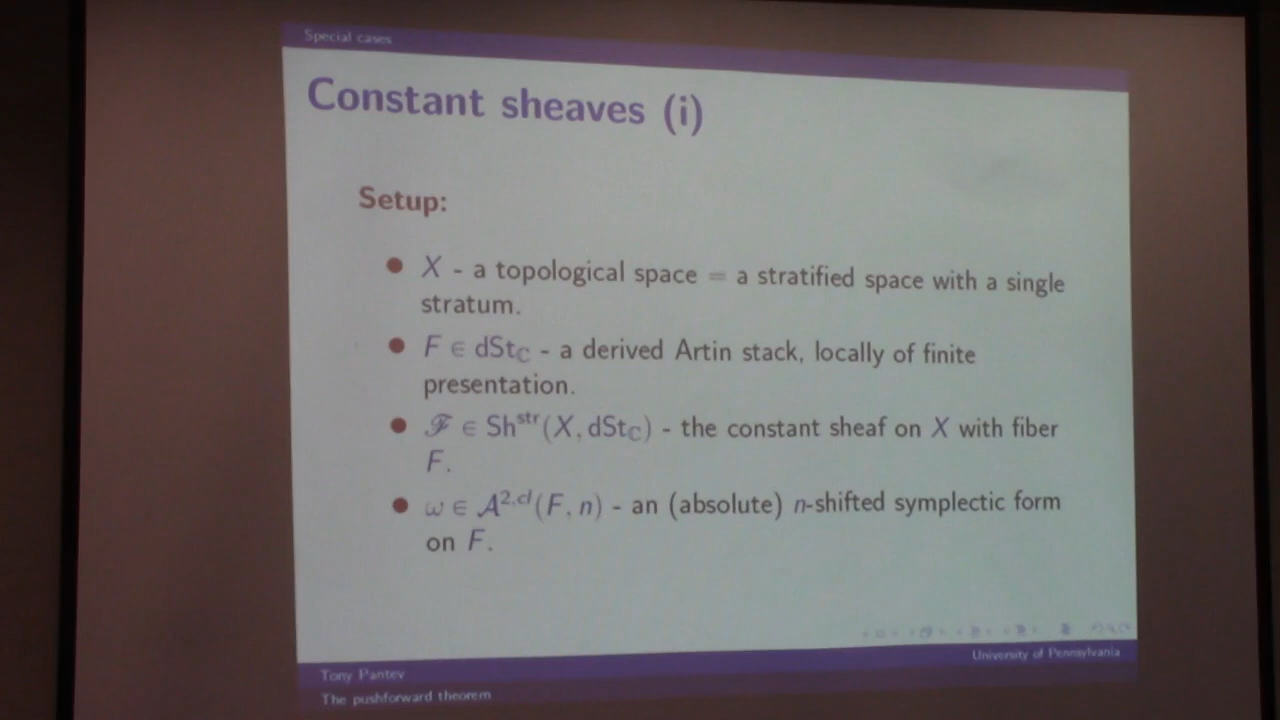 Special cases
Constant sheaves (i)
Setup:
● X - a topological space = a stratified space with a single
stratum.
● F ∈ dSt_ℂ - a derived Artin stack, locally of finite
presentation.
● ℱ ∈ Sh^str(X, dSt_ℂ) - the constant sheaf on X with fiber
F.
● ω ∈ 𝒜^2,cl(F, n) - an (absolute) n-shifted symplectic form
on F.
Tony Pantev
University of Pennsylvania
The pushforward theorem